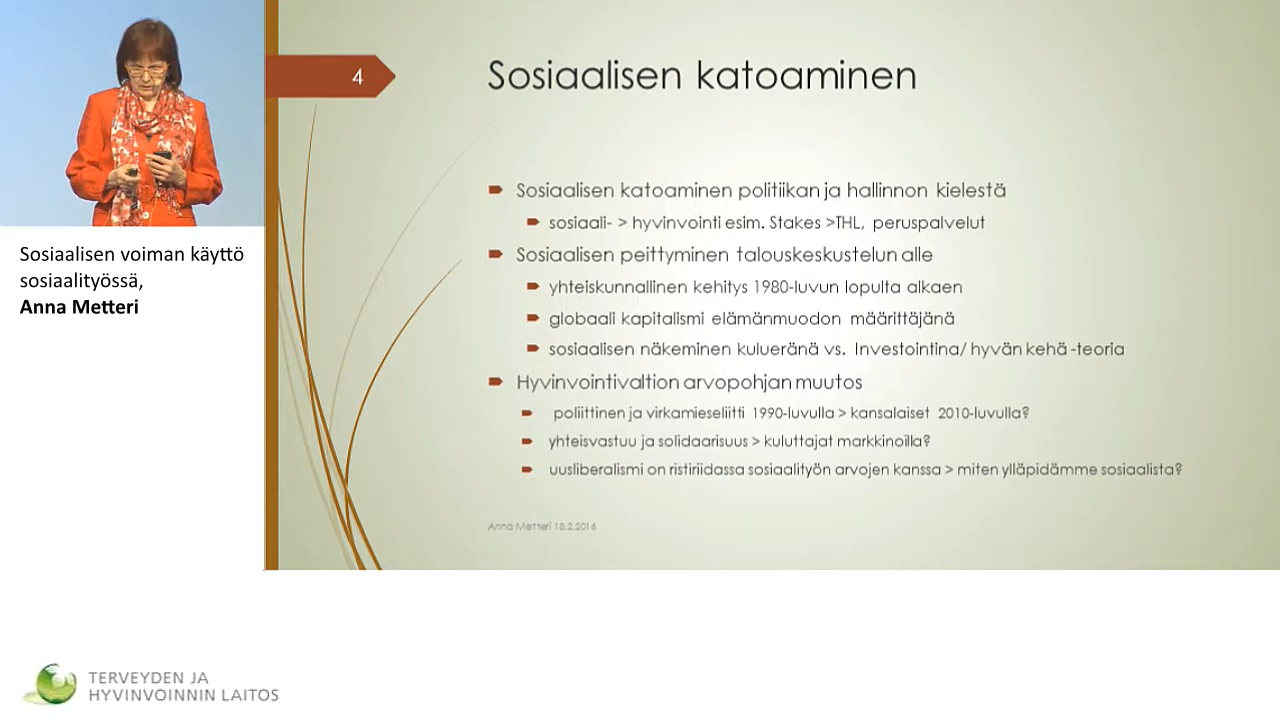 4
Sosiaalisen katoaminen
Sosiaalisen katoaminen politiikan ja hallinnon kielestä
sosiaali- > hyvinvointi esim. Stakes >THL, peruspalvelut
Sosiaalisen peittyminen talouskeskustelun alle
yhteiskunnallinen kehitys 1980-luvun lopulta alkaen
globaali kapitalismi elämänmuodon määrittäjänä
sosiaalisen näkeminen kulueränä vs. Investointina/ hyvän kehä -teoria
Hyvinvointivaltion arvopohjan muutos
poliittinen ja virkamieseliitti 1990-luvulla > kansalaiset 2010-luvulla?
yhteisvastuu ja solidaarisuus > kuluttajat markkinoilla?
uusliberalismi on ristiriidassa sosiaalityön arvojen kanssa > miten ylläpidämme sosiaalista?
Anna Metteri 18.2.2016
Sosiaalisen voiman käyttö
sosiaalityössä,
Anna Metteri
TERVEYDEN JA
HYVINVOINNIN LAITOS